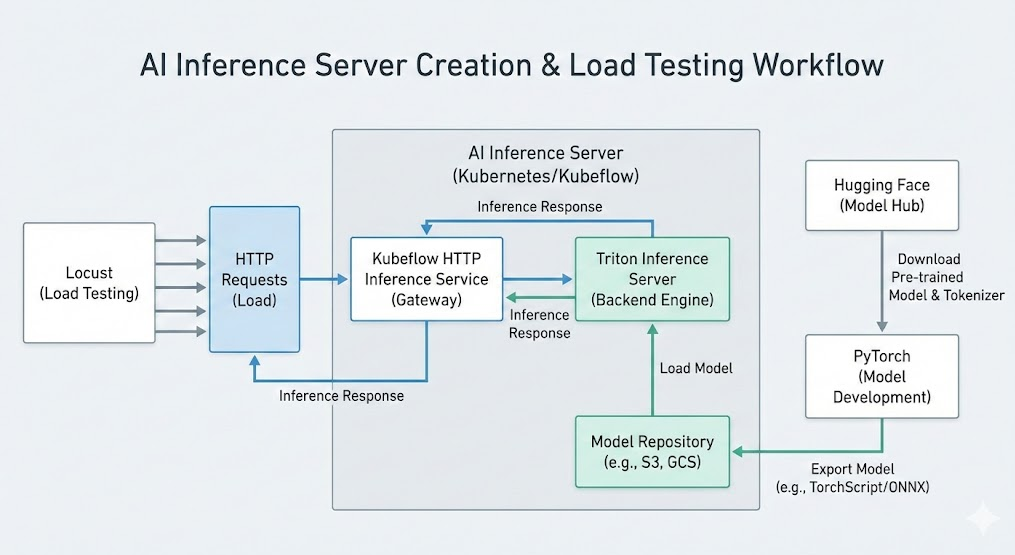 AI Inference Server Creation & Load Testing Workflow
AI Inference Server
(Kubernetes/Kubeflow)
Inference Response
Locust
(Load Testing)
HTTP
Requests
(Load)
Kubeflow HTTP
Inference Service
(Gateway)
Triton Inference
Server
(Backend Engine)
Inference
Response
Inference Response
Load Model
Model Repository
(e.g., S3, GCS)
Hugging Face
(Model Hub)
Download
Pre-trained
Model & Tokenizer
PyTorch
(Model
Development)
Export Model
(e.g., TorchScript/ONNX)